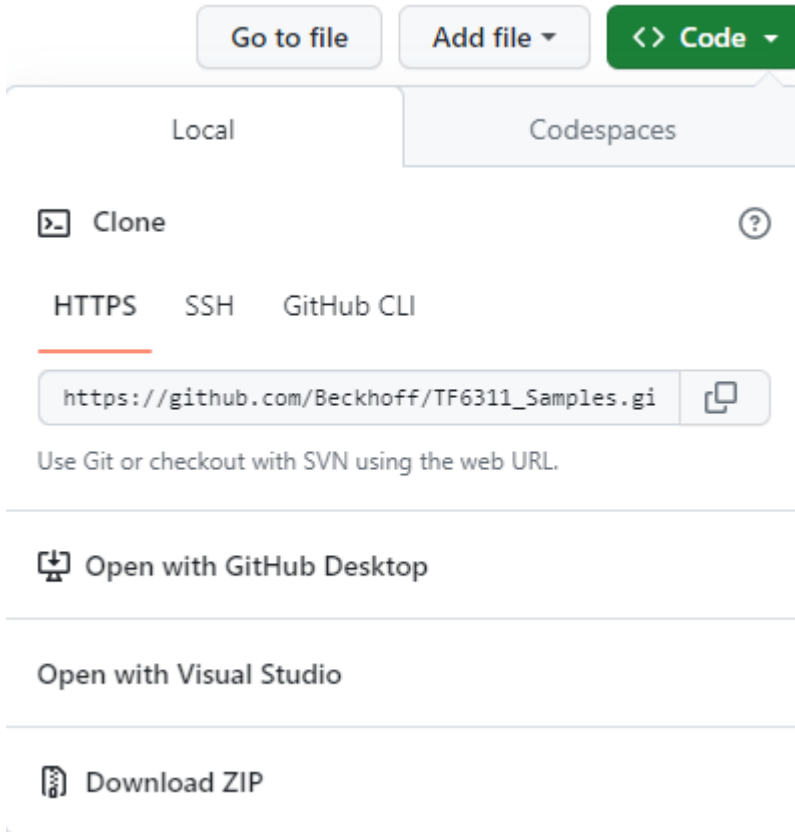 Go to file Add file <> Code
Local Codespaces
Clone
HTTPS SSH GitHub CLI
https://github.com/Beckhoff/TF6311_Samples.gi
Use Git or checkout with SVN using the web URL.
Open with GitHub Desktop
Open with Visual Studio
Download ZIP